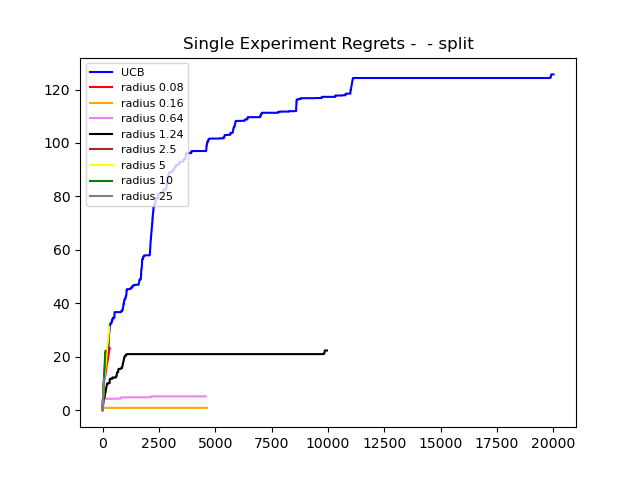 Single Experiment Regrets -  - split
UCB
radius 0.08
radius 0.16
radius 0.64
radius 1.24
radius 2.5
radius 5
radius 10
radius 25
120
100
80
60
40
20
0
0 2500 5000 7500 10000 12500 15000 17500 20000